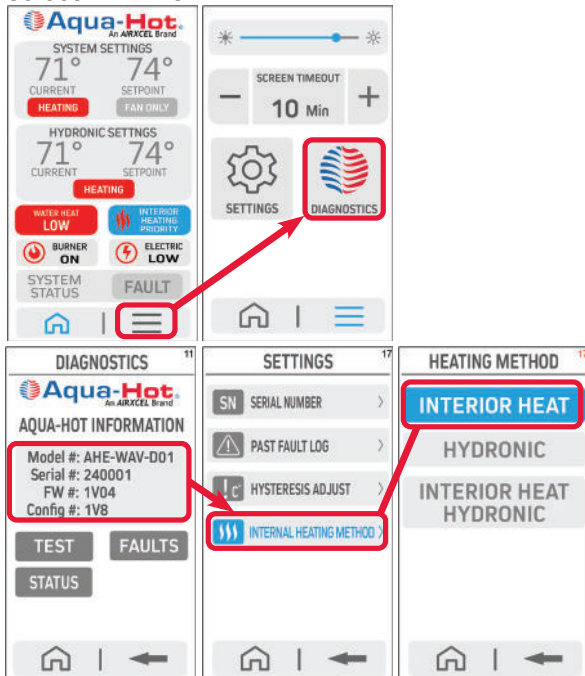 Aqua-Hot
An AIRXCEL Brand
SYSTEM SETTINGS
71° 74°
CURRENT SETPOINT
HEATING FAN ONLY
HYDRONIC SETTNGS
71° 74°
CURRENT SETPOINT
HEATING
WATER HEAT
LOW
INTERIOR
HEATING
PRIORITY
BURNER
ON
ELECTRIC
LOW
SYSTEM
STATUS
FAULT
SCREEN TIMEOUT
− 10 Min +
SETTINGS DIAGNOSTICS
DIAGNOSTICS 11
Aqua-Hot
An AIRXCEL Brand
AQUA-HOT INFORMATION
Model #: AHE-WAV-D01
Serial #: 240001
FW #: 1V04
Config #: 1V8
TEST FAULTS
STATUS
SETTINGS 17
SN SERIAL NUMBER >
PAST FAULT LOG >
HYSTERESIS ADJUST >
INTERNAL HEATING METHOD >
HEATING METHOD 17
INTERIOR HEAT
HYDRONIC
INTERIOR HEAT
HYDRONIC